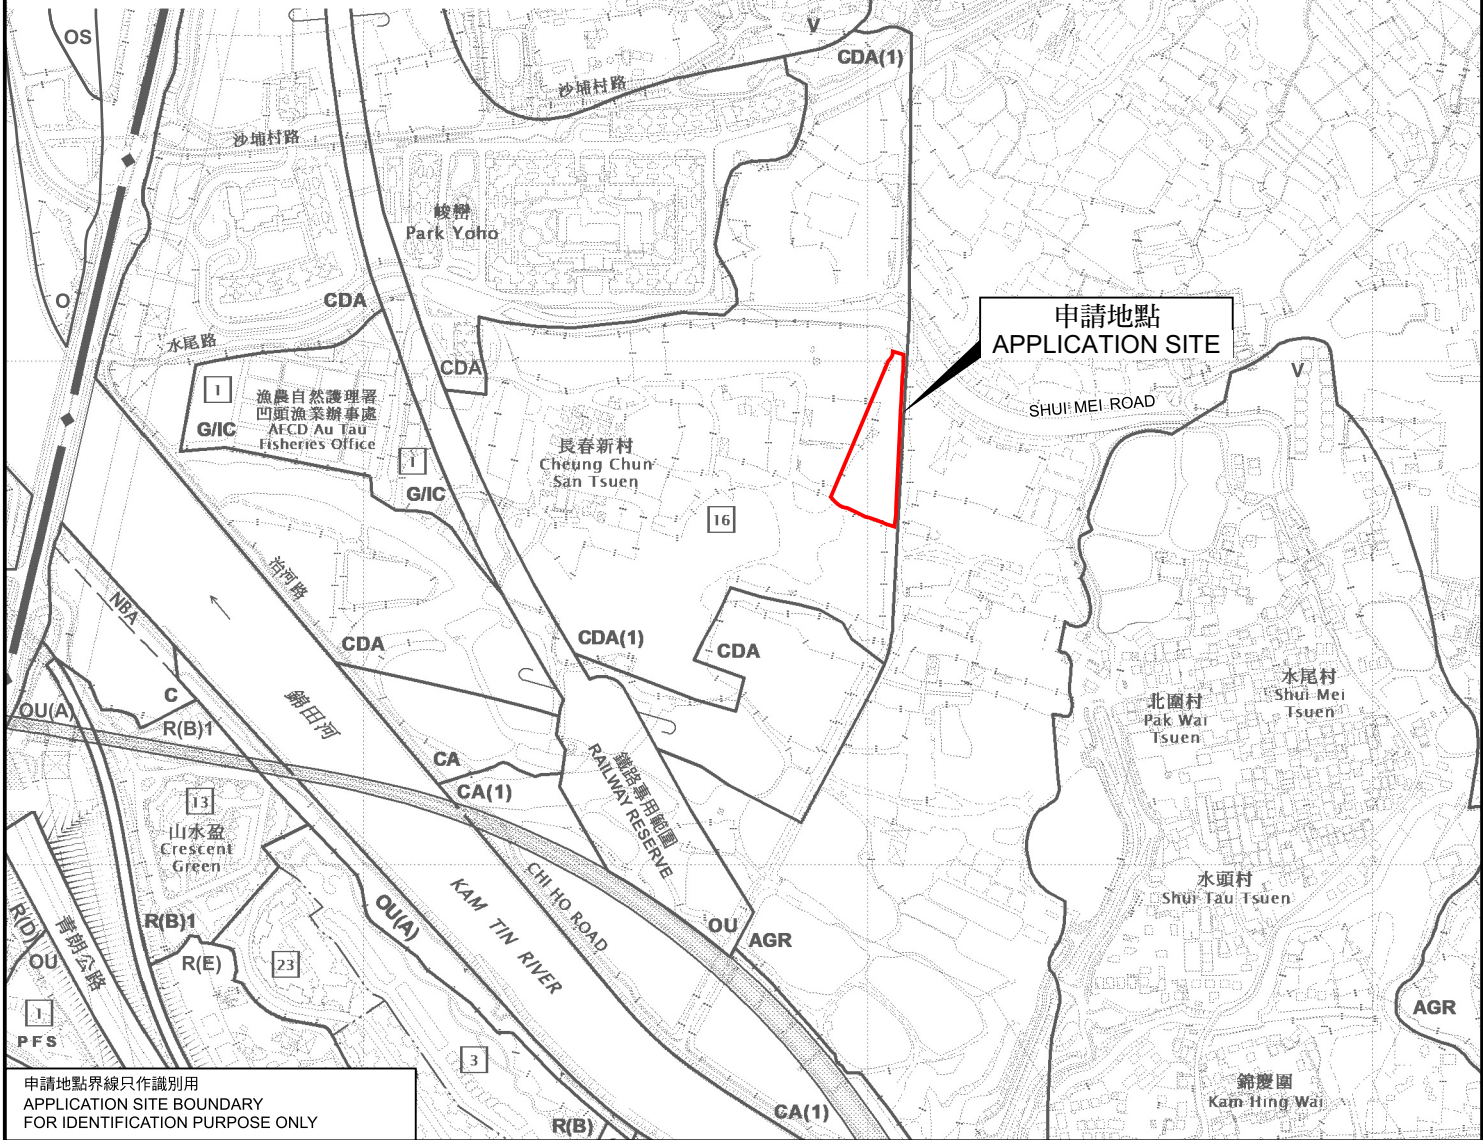 OS
V
CDA(1)
沙埔村路
沙埔村路
峻巒
Park Yoho
CDA
O
水尾路
CDA
申請地點
APPLICATION SITE
SHUI MEI ROAD
V
1
G/IC
漁農自然護理署
凹頭漁業辦事處
AFCD Au Tau
Fisheries Office
1
G/IC
長春新村
Cheung Chun
San Tsuen
16
治河路
NBA
CDA
CDA(1)
CDA
C
OU(A)
R(B)1
錦田河
水尾村
Shui Mei
Tsuen
北圍村
Pak Wai
Tsuen
CA
CA(1)
鐵路專用範圍
RAILWAY RESERVE
13
山水盈
Crescent
Green
水頭村
Shui Tau Tsuen
CHI HO ROAD
KAM TIN RIVER
OU(A)
R(B)1
R(D)
青朗公路
OU
R(E)
23
OU
AGR
1
PFS
AGR
3
錦慶圍
Kam Hing Wai
CA(1)
R(B)
申請地點界線只作識別用
APPLICATION SITE BOUNDARY
FOR IDENTIFICATION PURPOSE ONLY